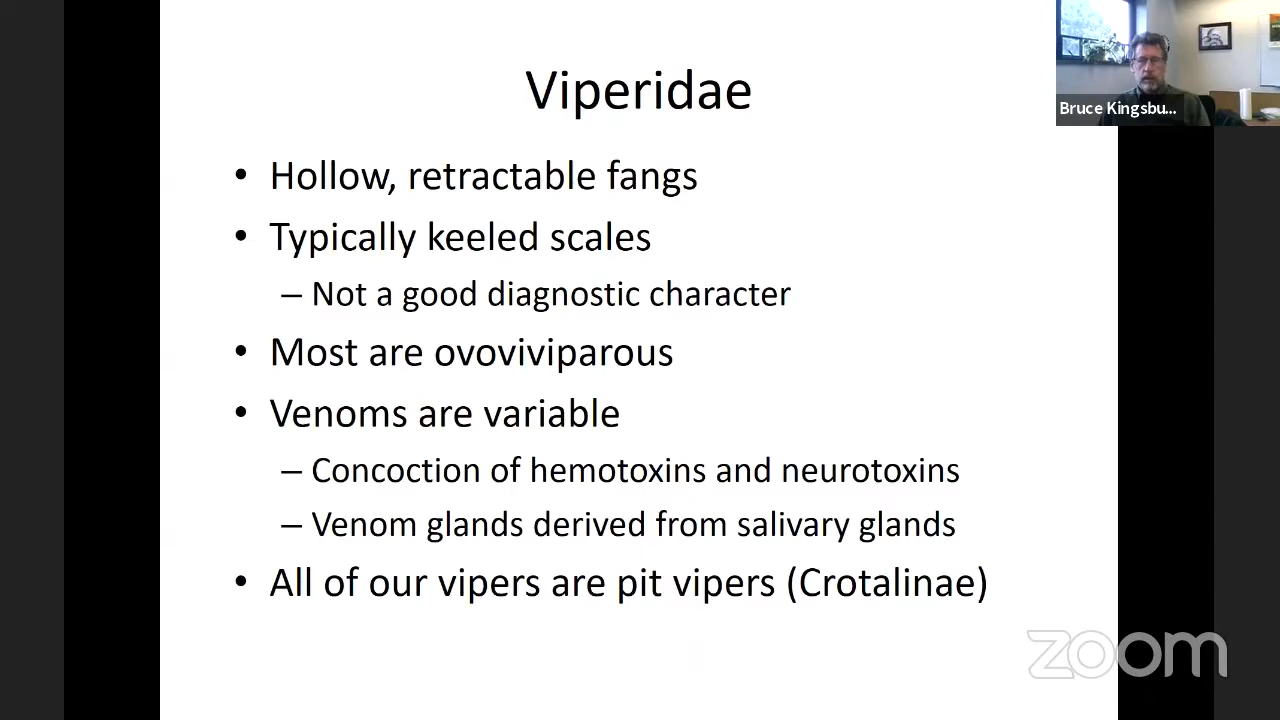 Viperidae
Bruce Kingsbu...
• Hollow, retractable fangs
• Typically keeled scales
– Not a good diagnostic character
• Most are ovoviviparous
• Venoms are variable
– Concoction of hemotoxins and neurotoxins
– Venom glands derived from salivary glands
• All of our vipers are pit vipers (Crotalinae)
zoom